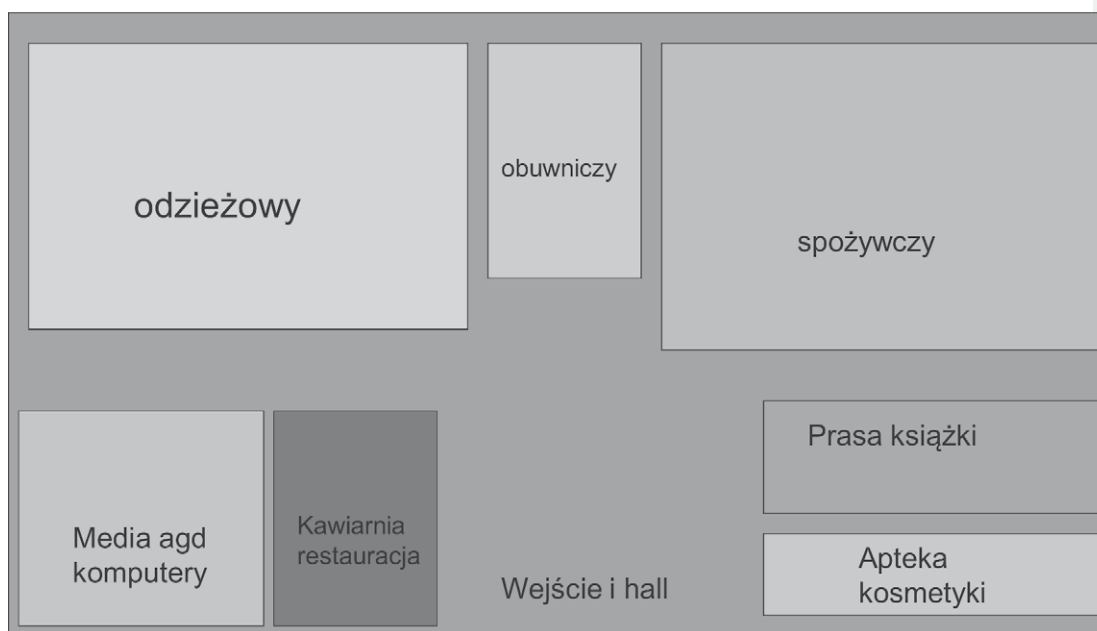 odzieżowy
obuwniczy
spożywczy
Media agd
komputery
Kawiarnia
restauracja
Wejście i hall
Prasa książki
Apteka
kosmetyki